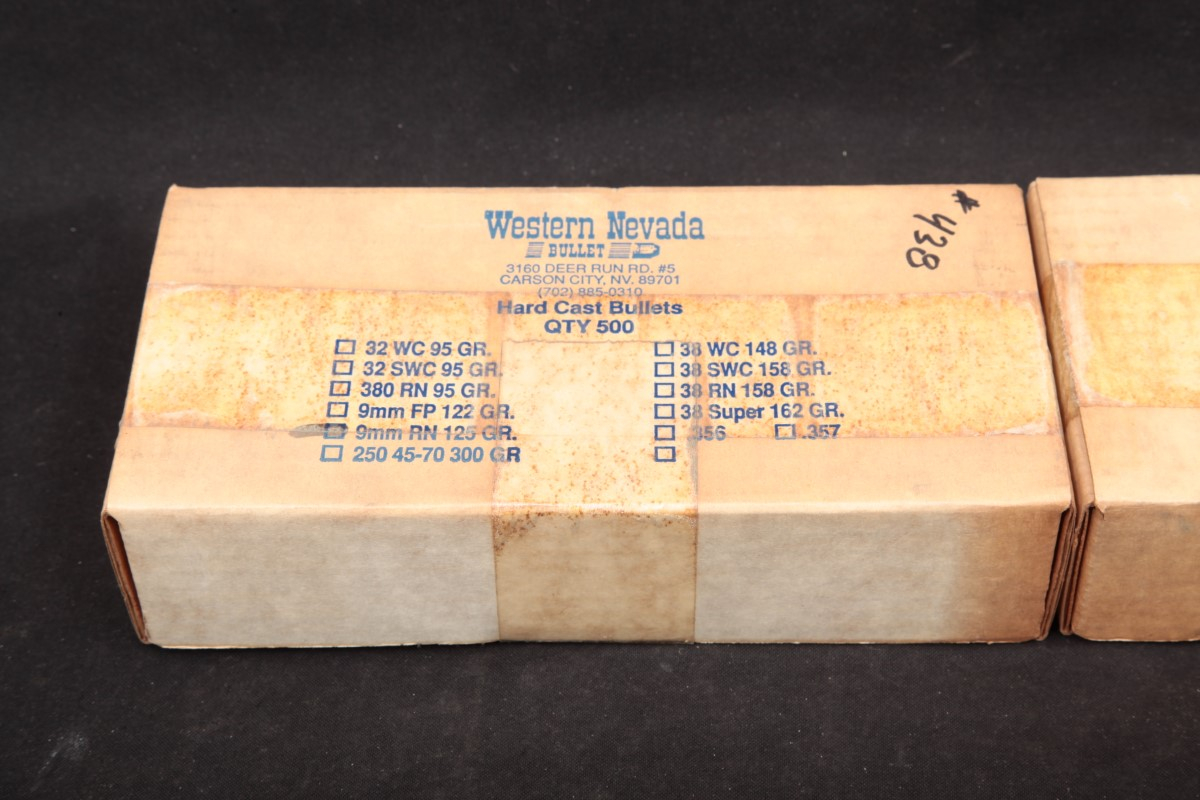 Western Nevada
BULLET
3160 DEER RUN RD. #5
CARSON CITY, NV. 89701
(702) 885-0310
Hard Cast Bullets
QTY 500
32 WC 95 GR.
32 SWC 95 GR.
380 RN 95 GR.
9mm FP 122 GR.
9mm RN 125 GR.
250 45-70 300 GR
38 WC 148 GR.
38 SWC 158 GR.
38 RN 158 GR.
38 Super 162 GR.
.356 .357
#438